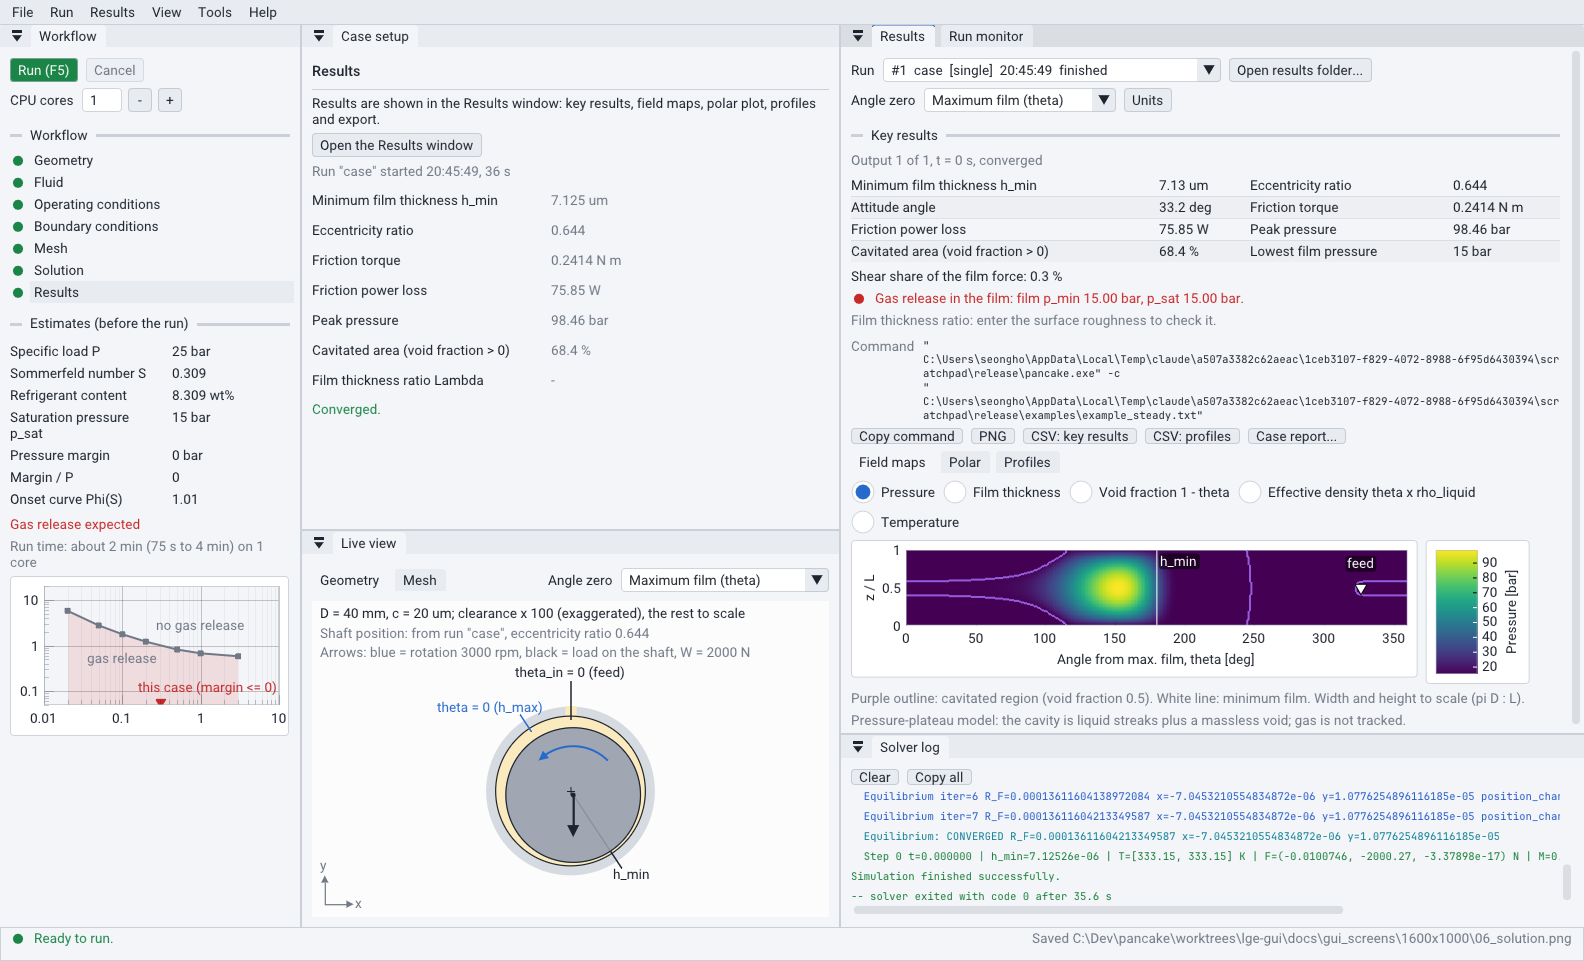 File Run Results View Tools Help
Workflow
Run (F5) Cancel
CPU cores 1 - +
Workflow
Geometry
Fluid
Operating conditions
Boundary conditions
Mesh
Solution
Results
Estimates (before the run)
Specific load P 25 bar
Sommerfeld number S 0.309
Refrigerant content 8.309 wt%
Saturation pressure 15 bar
p_sat
Pressure margin 0 bar
Margin / P 0
Onset curve Phi(S) 1.01
Gas release expected
Run time: about 2 min (75 s to 4 min) on 1
core
10
no gas release
1
gas release
this case (margin <= 0)
0.1
0.01 0.1 1 10
Case setup
Results
Results are shown in the Results window: key results, field maps, polar plot, profiles
and export.
Open the Results window
Run "case" started 20:45:49, 36 s
Minimum film thickness h_min 7.125 um
Eccentricity ratio 0.644
Friction torque 0.2414 N m
Friction power loss 75.85 W
Peak pressure 98.46 bar
Cavitated area (void fraction > 0) 68.4 %
Film thickness ratio Lambda -
Converged.
Live view
Geometry Mesh Angle zero Maximum film (theta)
D = 40 mm, c = 20 um; clearance x 100 (exaggerated), the rest to scale
Shaft position: from run "case", eccentricity ratio 0.644
Arrows: blue = rotation 3000 rpm, black = load on the shaft, W = 2000 N
theta_in = 0 (feed)
theta = 0 (h_max)
h_min
y
x
Results Run monitor
Run #1 case [single] 20:45:49 finished Open results folder...
Angle zero Maximum film (theta) Units
Key results
Output 1 of 1, t = 0 s, converged
Minimum film thickness h_min 7.13 um Eccentricity ratio 0.644
Attitude angle 33.2 deg Friction torque 0.2414 N m
Friction power loss 75.85 W Peak pressure 98.46 bar
Cavitated area (void fraction > 0) 68.4 % Lowest film pressure 15 bar
Shear share of the film force: 0.3 %
Gas release in the film: film p_min 15.00 bar, p_sat 15.00 bar.
Film thickness ratio: enter the surface roughness to check it.
Command "
C:\Users\seongho\AppData\Local\Temp\claude\a507a3382c62aeac\1ceb3107-f829-4072-8988-6f95d6430394\scr
atchpad\release\pancake.exe" -c
"
C:\Users\seongho\AppData\Local\Temp\claude\a507a3382c62aeac\1ceb3107-f829-4072-8988-6f95d6430394\scr
atchpad\release\examples\example_steady.txt"
Copy command PNG CSV: key results CSV: profiles Case report...
Field maps Polar Profiles
Pressure Film thickness Void fraction 1 - theta Effective density theta x rho_liquid
Temperature
z / L
1
0.5
0
h_min feed
0 50 100 150 200 250 300 350
Angle from max. film, theta [deg]
90
80
70
60
50
40
30
20
Pressure [bar]
Purple outline: cavitated region (void fraction 0.5). White line: minimum film. Width and height to scale (pi D : L).
Pressure-plateau model: the cavity is liquid streaks plus a massless void; gas is not tracked.
Solver log
Clear Copy all
Equilibrium iter=6 R_F=0.00013611604138972084 x=-7.0453210554834872e-06 y=1.0776254896116185e-05 position_char
Equilibrium iter=7 R_F=0.00013611604213349587 x=-7.0453210554834872e-06 y=1.0776254896116185e-05 position_char
Equilibrium: CONVERGED R_F=0.00013611604213349587 x=-7.0453210554834872e-06 y=1.0776254896116185e-05
Step 0 t=0.000000 | h_min=7.12526e-06 | T=[333.15, 333.15] K | F=(-0.0100746, -2000.27, -3.37898e-17) N | M=0.
Simulation finished successfully.
-- solver exited with code 0 after 35.6 s
Ready to run.
Saved C:\Dev\pancake\worktrees\lge-gui\docs\gui_screens\1600x1000\06_solution.png